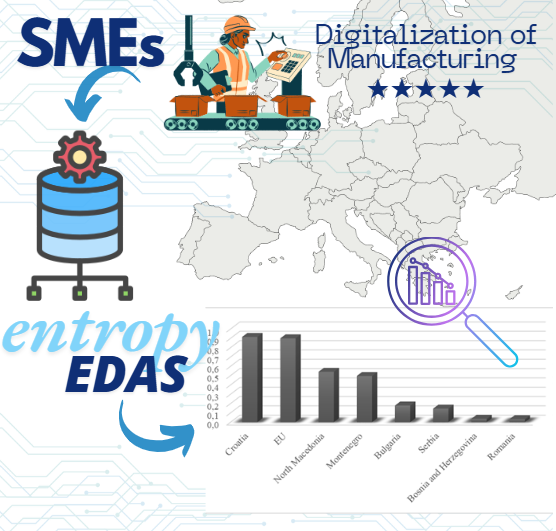 SMEs
Digitalization of
Manufacturing
entropy
EDAS
0,9
0,8
0,7
0,6
0,5
0,4
0,3
0,2
0,1
0,0
Croatia
EU
North Macedonia
Montenegro
Bulgaria
Serbia
Bosnia and Herzegovina
Romania